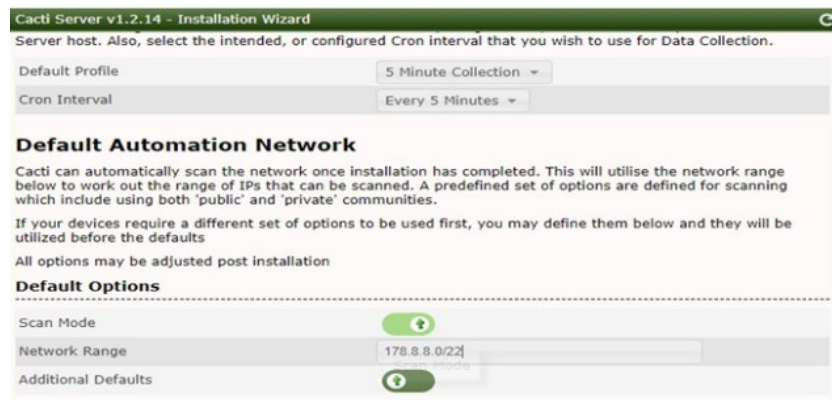 Cacti Server v1.2.14 - Installation Wizard
Server host. Also, select the intended, or configured Cron interval that you wish to use for Data Collection.
Default Profile 5 Minute Collection
Cron Interval Every 5 Minutes
Default Automation Network
Cacti can automatically scan the network once installation has completed. This will utilise the network range
below to work out the range of IPs that can be scanned. A predefined set of options are defined for scanning
which include using both 'public' and 'private' communities.
If your devices require a different set of options to be used first, you may define them below and they will be
utilized before the defaults
All options may be adjusted post installation
Default Options
Scan Mode
Network Range 178.8.8.0/22
Scan Mode
Additional Defaults